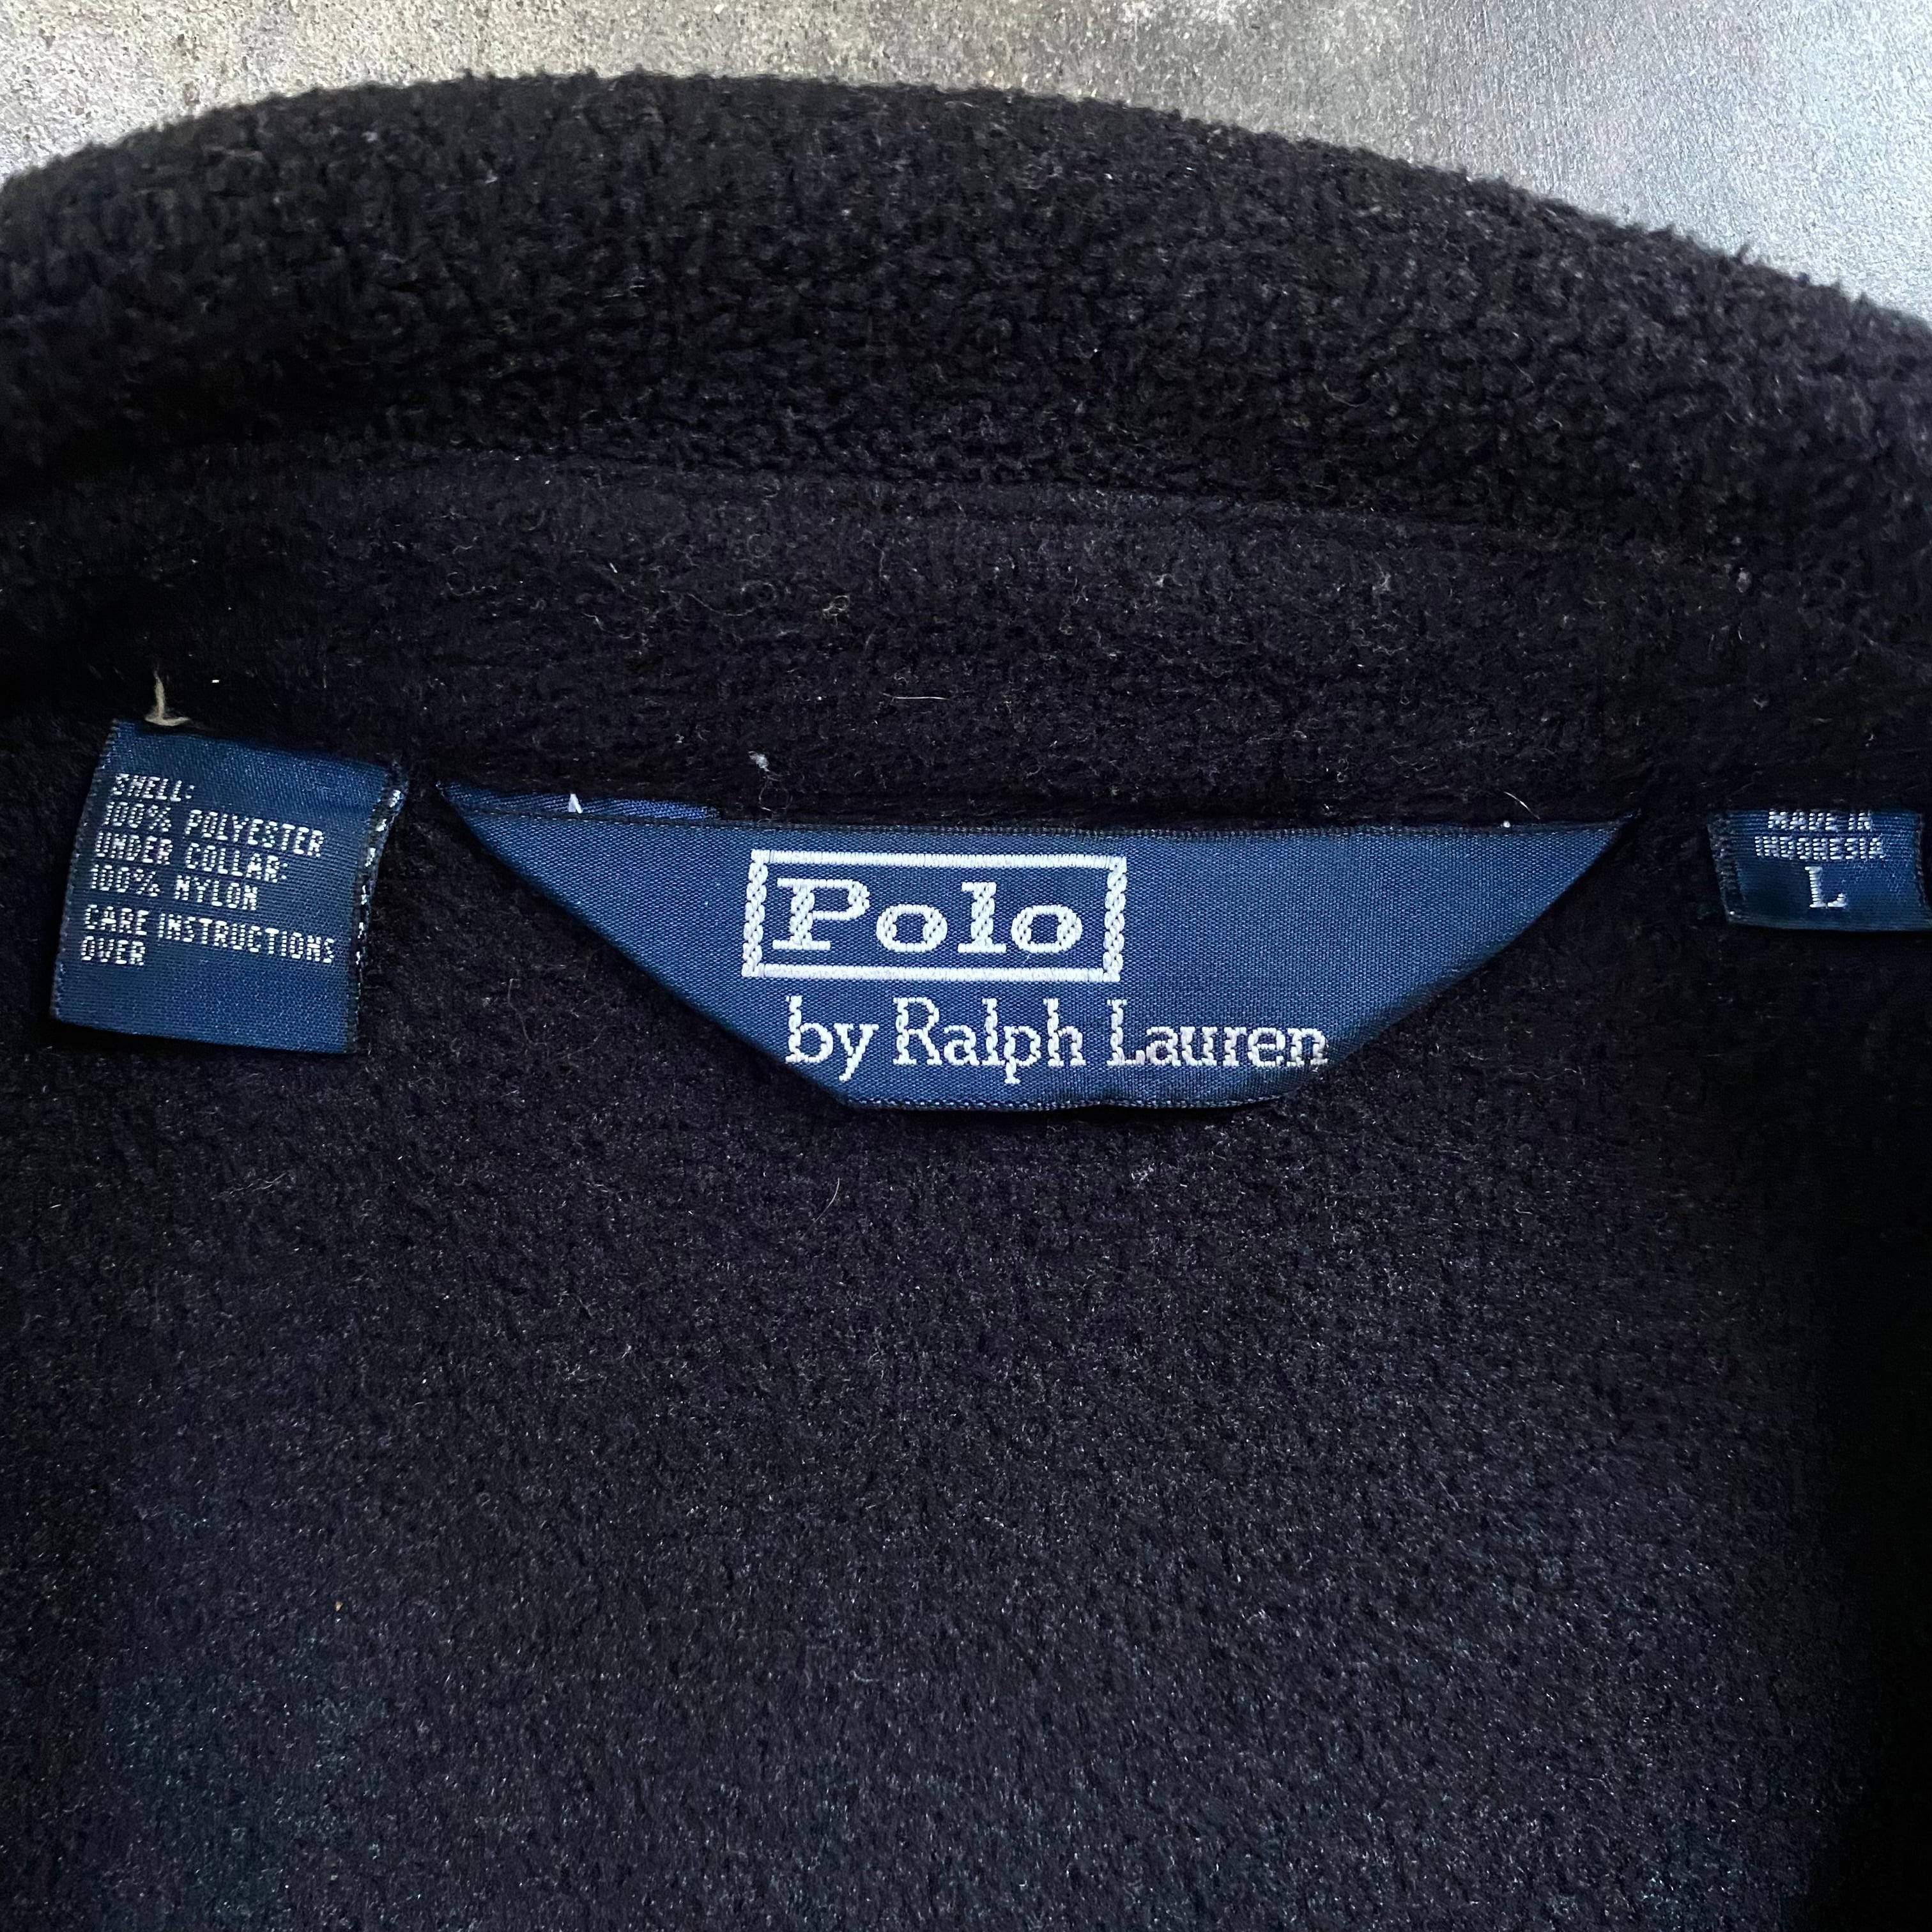 SHELL:
100% POLYESTER
UNDER COLLAR:
100% NYLON
CARE INSTRUCTIONS
OVER
Polo
by Ralph Lauren
MADE IN
INDONESIA
L